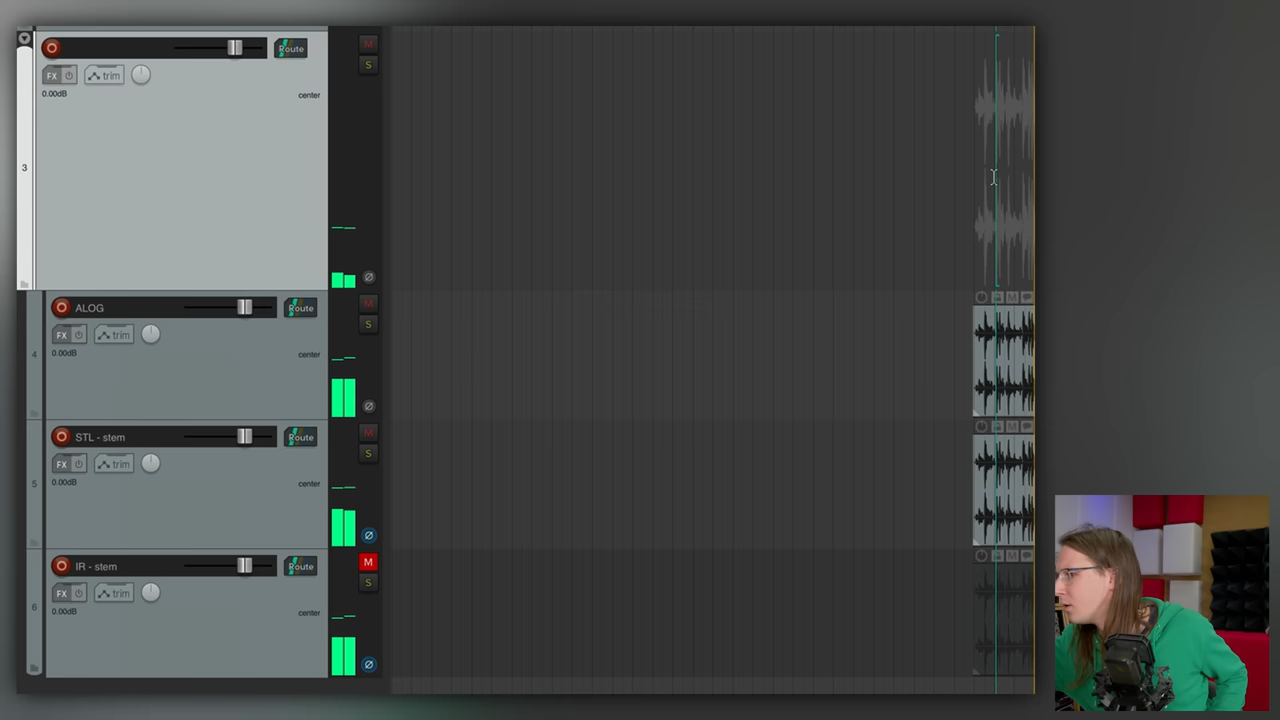 Route
M
S
FX
trim
0.00dB
center
3
ALOG
Route
M
S
FX
trim
0.00dB
center
4
STL - stem
Route
M
S
FX
trim
0.00dB
center
5
IR - stem
Route
M
S
FX
trim
0.00dB
center
6